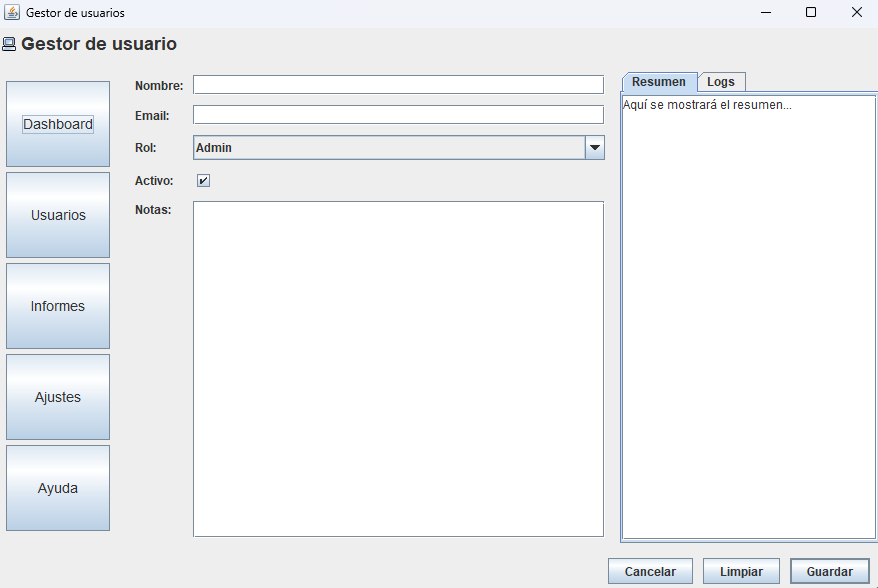 Gestor de usuarios
Gestor de usuario
Dashboard
Usuarios
Informes
Ajustes
Ayuda
Nombre:
Email:
Rol:
Admin
Activo:
Notas:
Resumen
Logs
Aquí se mostrará el resumen...
Cancelar
Limpiar
Guardar